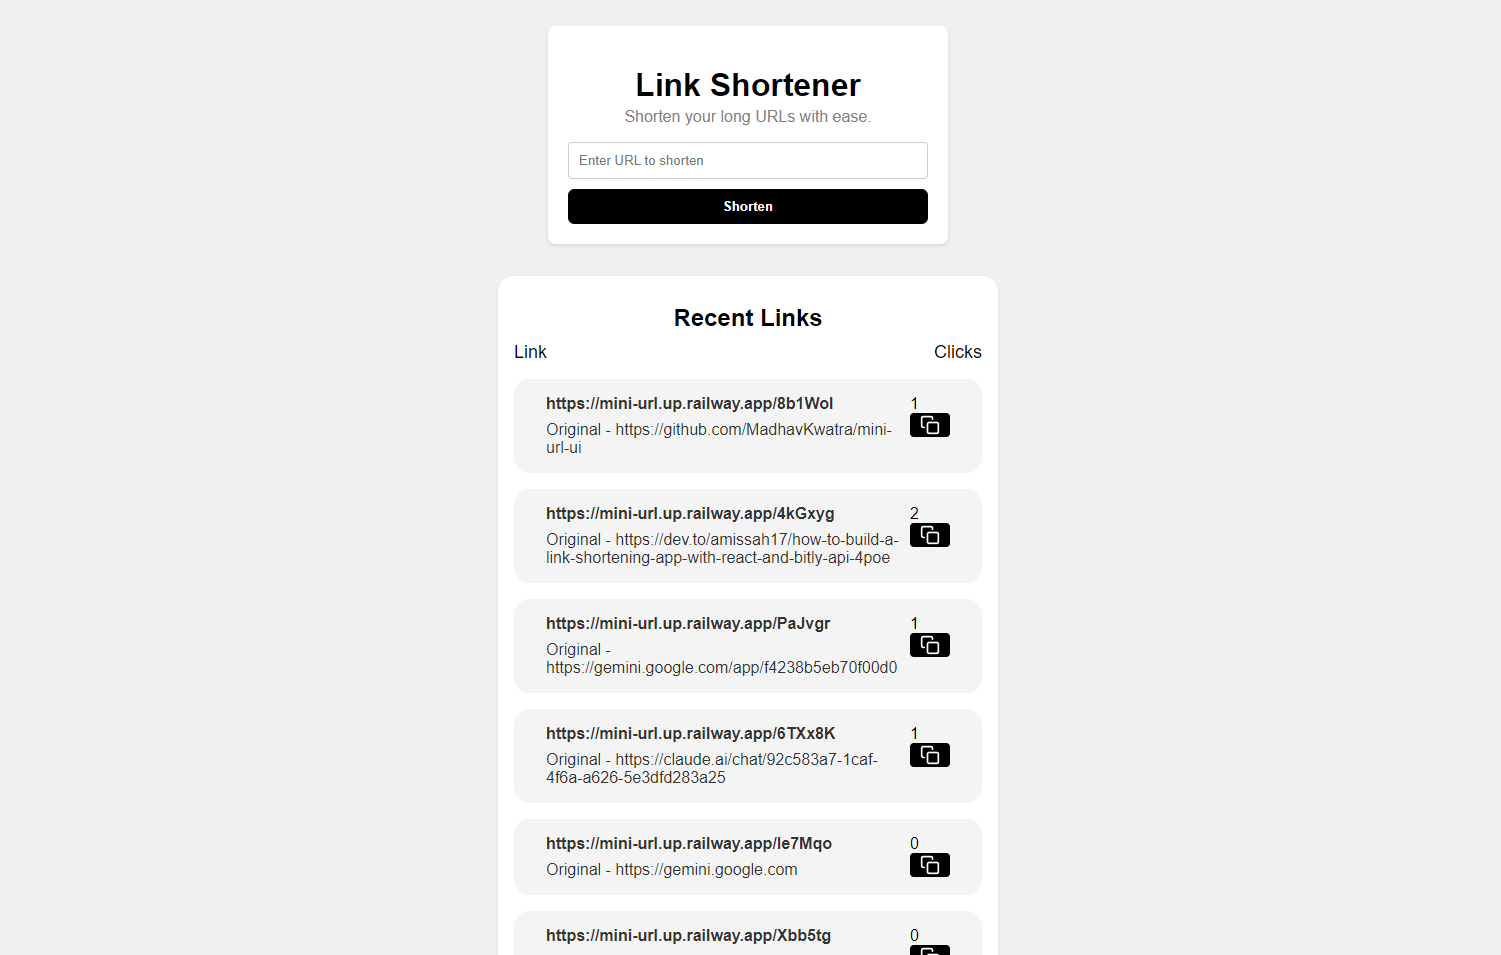 Link Shortener
Shorten your long URLs with ease.
Enter URL to shorten
Shorten
Recent Links
Link Clicks
https://mini-url.up.railway.app/8b1Wol 1
Original - https://github.com/MadhavKwatra/mini-
url-ui
https://mini-url.up.railway.app/4kGxyg 2
Original - https://dev.to/amissah17/how-to-build-a-
link-shortening-app-with-react-and-bitly-api-4poe
https://mini-url.up.railway.app/PaJvgr 1
Original -
https://gemini.google.com/app/f4238b5eb70f00d0
https://mini-url.up.railway.app/6TXx8K 1
Original - https://claude.ai/chat/92c583a7-1caf-
4f6a-a626-5e3dfd283a25
https://mini-url.up.railway.app/le7Mqo 0
Original - https://gemini.google.com
https://mini-url.up.railway.app/Xbb5tg 0